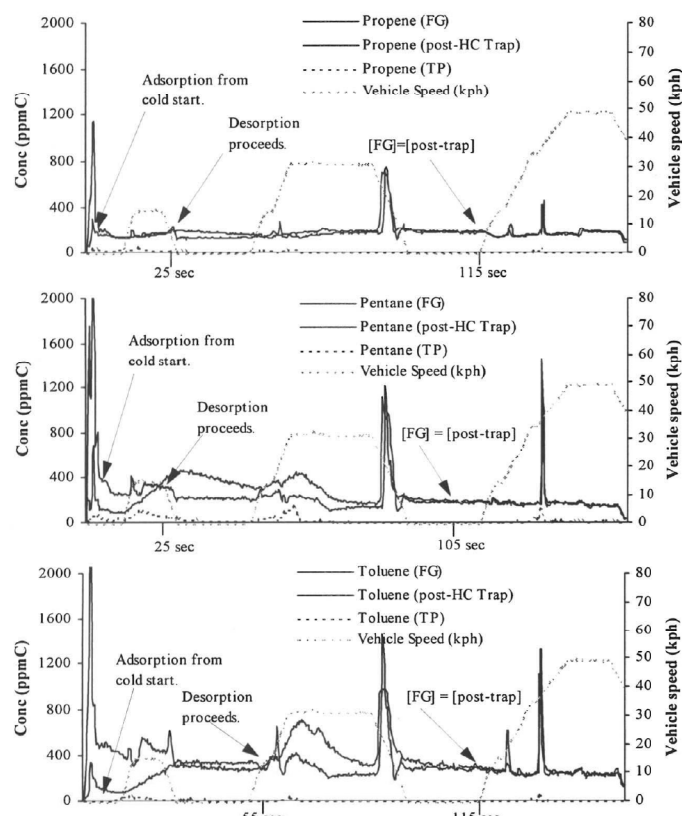 2000
1600
1200
800
400
0
Conc (ppmC)
Propene (FG)
Propene (post-HC Trap)
Propene (TP)
Vehicle Speed (kph)
Adsorption from
cold start.
Desorption
proceeds.
[FG]=[post-trap]
80
70
60
50
40
30
20
10
0
Vehicle speed (kph)
25 sec
115 sec
2000
1600
1200
800
400
0
Conc (ppmC)
Pentane (FG)
Pentane (post-HC Trap)
Pentane (TP)
Vehicle Speed (kph)
Adsorption from
cold start.
Desorption
proceeds.
[FG] = [post-trap]
80
70
60
50
40
30
20
10
0
Vehicle speed (kph)
25 sec
105 sec
2000
1600
1200
800
400
0
Conc (ppmC)
Toluene (FG)
Toluene (post-HC Trap)
Toluene (TP)
Vehicle Speed (kph)
Adsorption from
cold start.
Desorption
proceeds.
[FG] = [post-trap]
80
70
60
50
40
30
20
10
0
Vehicle speed (kph)
115 sec